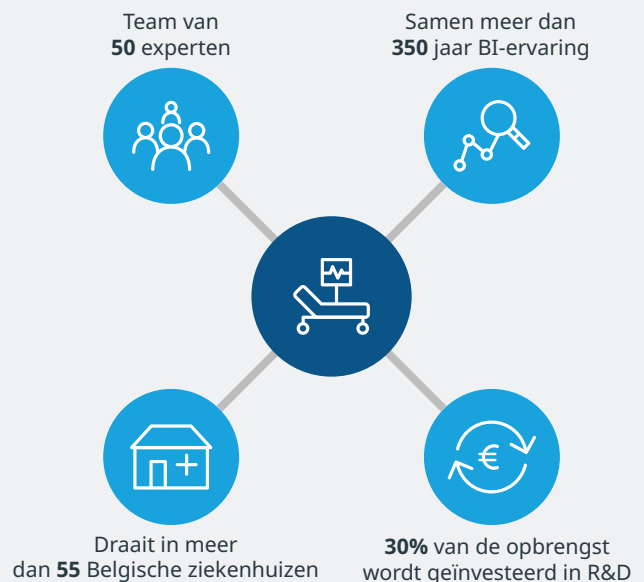 Team van
50 experten
Samen meer dan
350 jaar BI-ervaring
€
Draait in meer
dan 55 Belgische ziekenhuizen
30% van de opbrengst
wordt geïnvesteerd in R&D